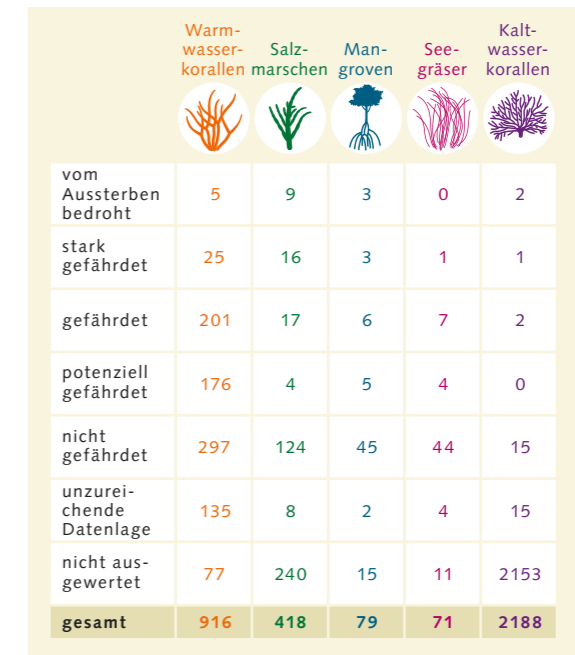 Warm-
wasser-
korallen
Salz-
marschen
Man-
groven
See-
gräser
Kalt-
wasser-
korallen
vom
Aussterben
bedroht
5 9 3 0 2
stark
gefährdet
25 16 3 1 1
gefährdet 201 17 6 7 2
potenziell
gefährdet
176 4 5 4 0
nicht
gefährdet
297 124 45 44 15
unzurei-
chende
Datenlage
135 8 2 4 15
nicht aus-
gewertet
77 240 15 11 2153
gesamt 916 418 79 71 2188